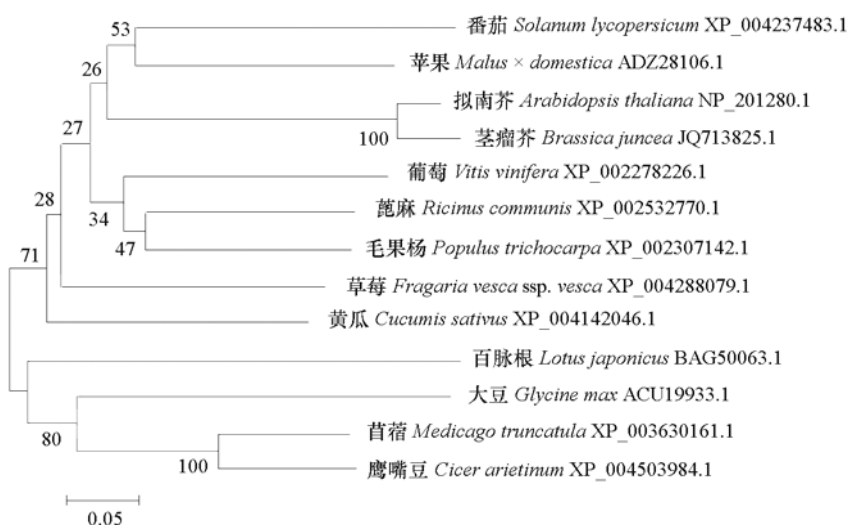 53
番茄 Solanum lycopersicum XP_004237483.1
26
苹果 Malus × domestica ADZ28106.1
拟南芥 Arabidopsis thaliana NP_201280.1
27
100
茎瘤芥 Brassica juncea JQ713825.1
葡萄 Vitis vinifera XP_002278226.1
28
34
蓖麻 Ricinus communis XP_002532770.1
71
47
毛果杨 Populus trichocarpa XP_002307142.1
草莓 Fragaria vesca ssp. vesca XP_004288079.1
黄瓜 Cucumis sativus XP_004142046.1
百脉根 Lotus japonicus BAG50063.1
大豆 Glycine max ACU19933.1
80
苜蓿 Medicago truncatula XP_003630161.1
100
鹰嘴豆 Cicer arietinum XP_004503984.1
0.05